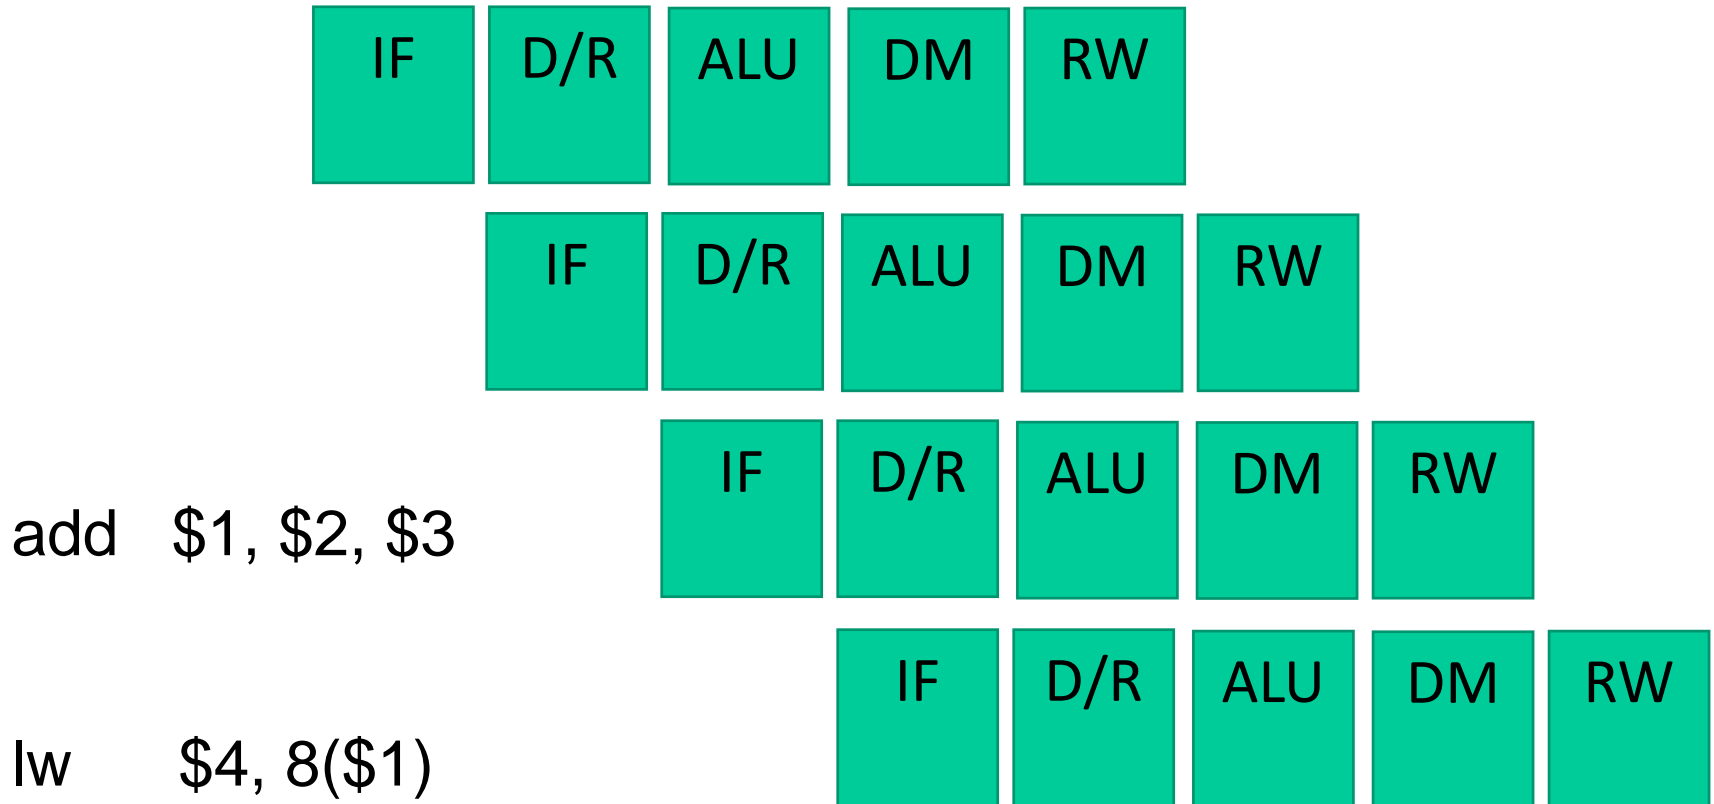 IF D/R ALU DM RW
IF D/R ALU DM RW
IF D/R ALU DM RW
add $1, $2, $3
IF D/R ALU DM RW
lw $4, 8($1)